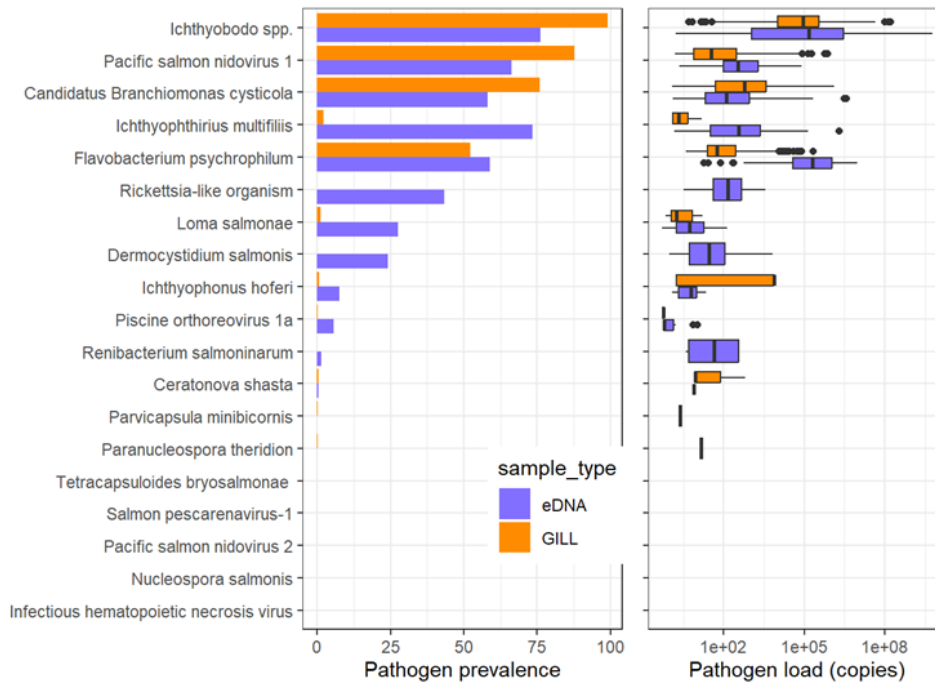 Ichthyobodo spp.
Pacific salmon nidovirus 1
Candidatus Branchiomonas cysticola
Ichthyophthirius multifiliis
Flavobacterium psychrophilum
Rickettsia-like organism
Loma salmonae
Dermocystidium salmonis
Ichthyophonus hoferi
Piscine orthoreovirus 1a
Renibacterium salmoninarum
Ceratonova shasta
Parvicapsula minibicornis
Paranucleospora theridion
Tetracapsuloides bryosalmonae
Salmon pescarenavirus-1
Pacific salmon nidovirus 2
Nucleospora salmonis
Infectious hematopoietic necrosis virus
sample_type
eDNA
GILL
0 25 50 75 100
Pathogen prevalence
1e+02 1e+05 1e+08
Pathogen load (copies)